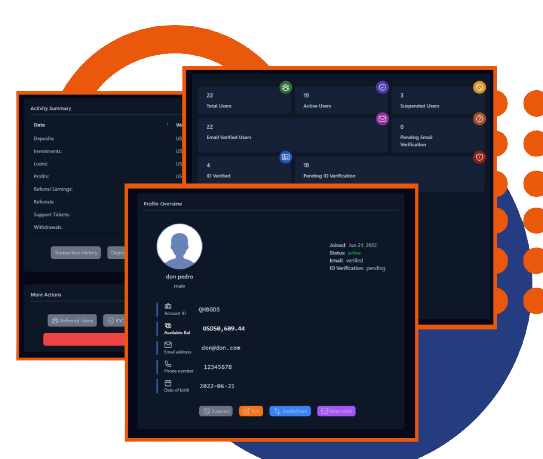 Activity Summary
Data
Deposits:
Investments:
Loans:
Profits:
Referral Earnings:
Referrals:
Support Tickets:
Withdrawals:
Transaction History
More Actions
Referred Users
22
Total Users
19
Active Users
3
Suspended Users
22
Email Verified Users
0
Pending Email
Verification
4
ID Verified
18
Pending ID Verification
Profile Overview
don pedro
male
Joined: Jun 21, 2022
Status: active
Email: verified
ID Verification: pending
Account ID
QMBGD3
Available Bal
USD50,609.44
Email address
don@don.com
Phone number
12345678
Date of birth
2022-06-21
Suspend
Edit
Credit/Debit
Send email